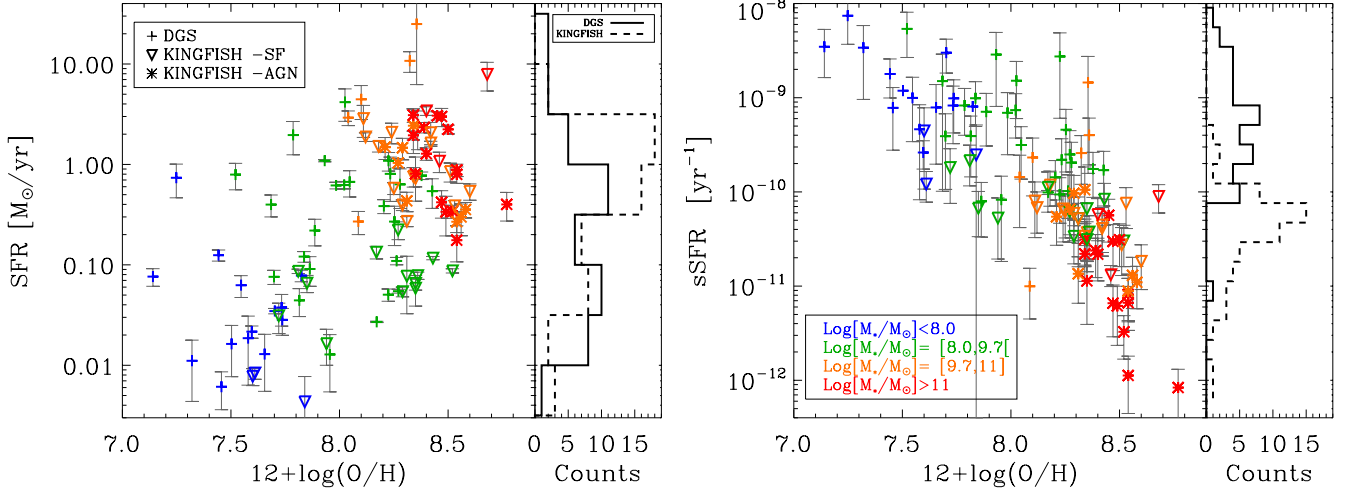 SFR [M⊙/yr]
10.00
1.00
0.10
0.01
DGS
KINGFISH -SF
KINGFISH -AGN
7.0 7.5 8.0 8.5
12+log(O/H)
DGS
KINGFISH
0 5 10 15
Counts
sSFR [yr⁻¹]
10⁻⁸
10⁻⁹
10⁻¹⁰
10⁻¹¹
10⁻¹²
Log[M⋆/M⊙]<8.0
Log[M⋆/M⊙]= [8.0,9.7[
Log[M⋆/M⊙]= [9.7,11]
Log[M⋆/M⊙]>11
7.0 7.5 8.0 8.5
12+log(O/H)
0 5 10 15
Counts